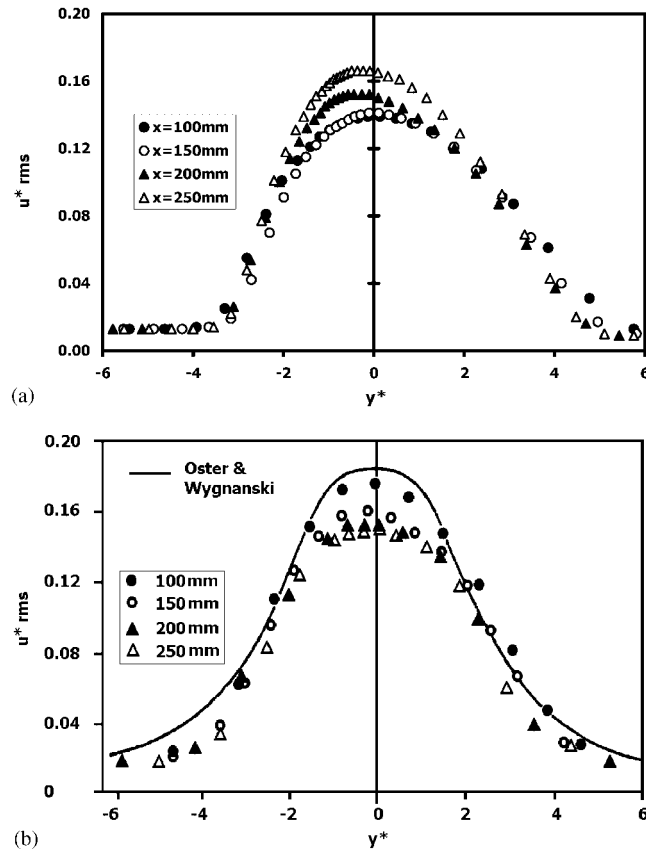 0.20
0.16
0.12
0.08
0.04
0.00
u* rms
x=100mm
x=150mm
x=200mm
x=250mm
-6 -4 -2 0 2 4 6
y*
(a)
0.20
0.16
0.12
0.08
0.04
0
u* rms
Oster &
Wygnanski
100mm
150mm
200mm
250mm
-6 -4 -2 0 2 4 6
y*
(b)